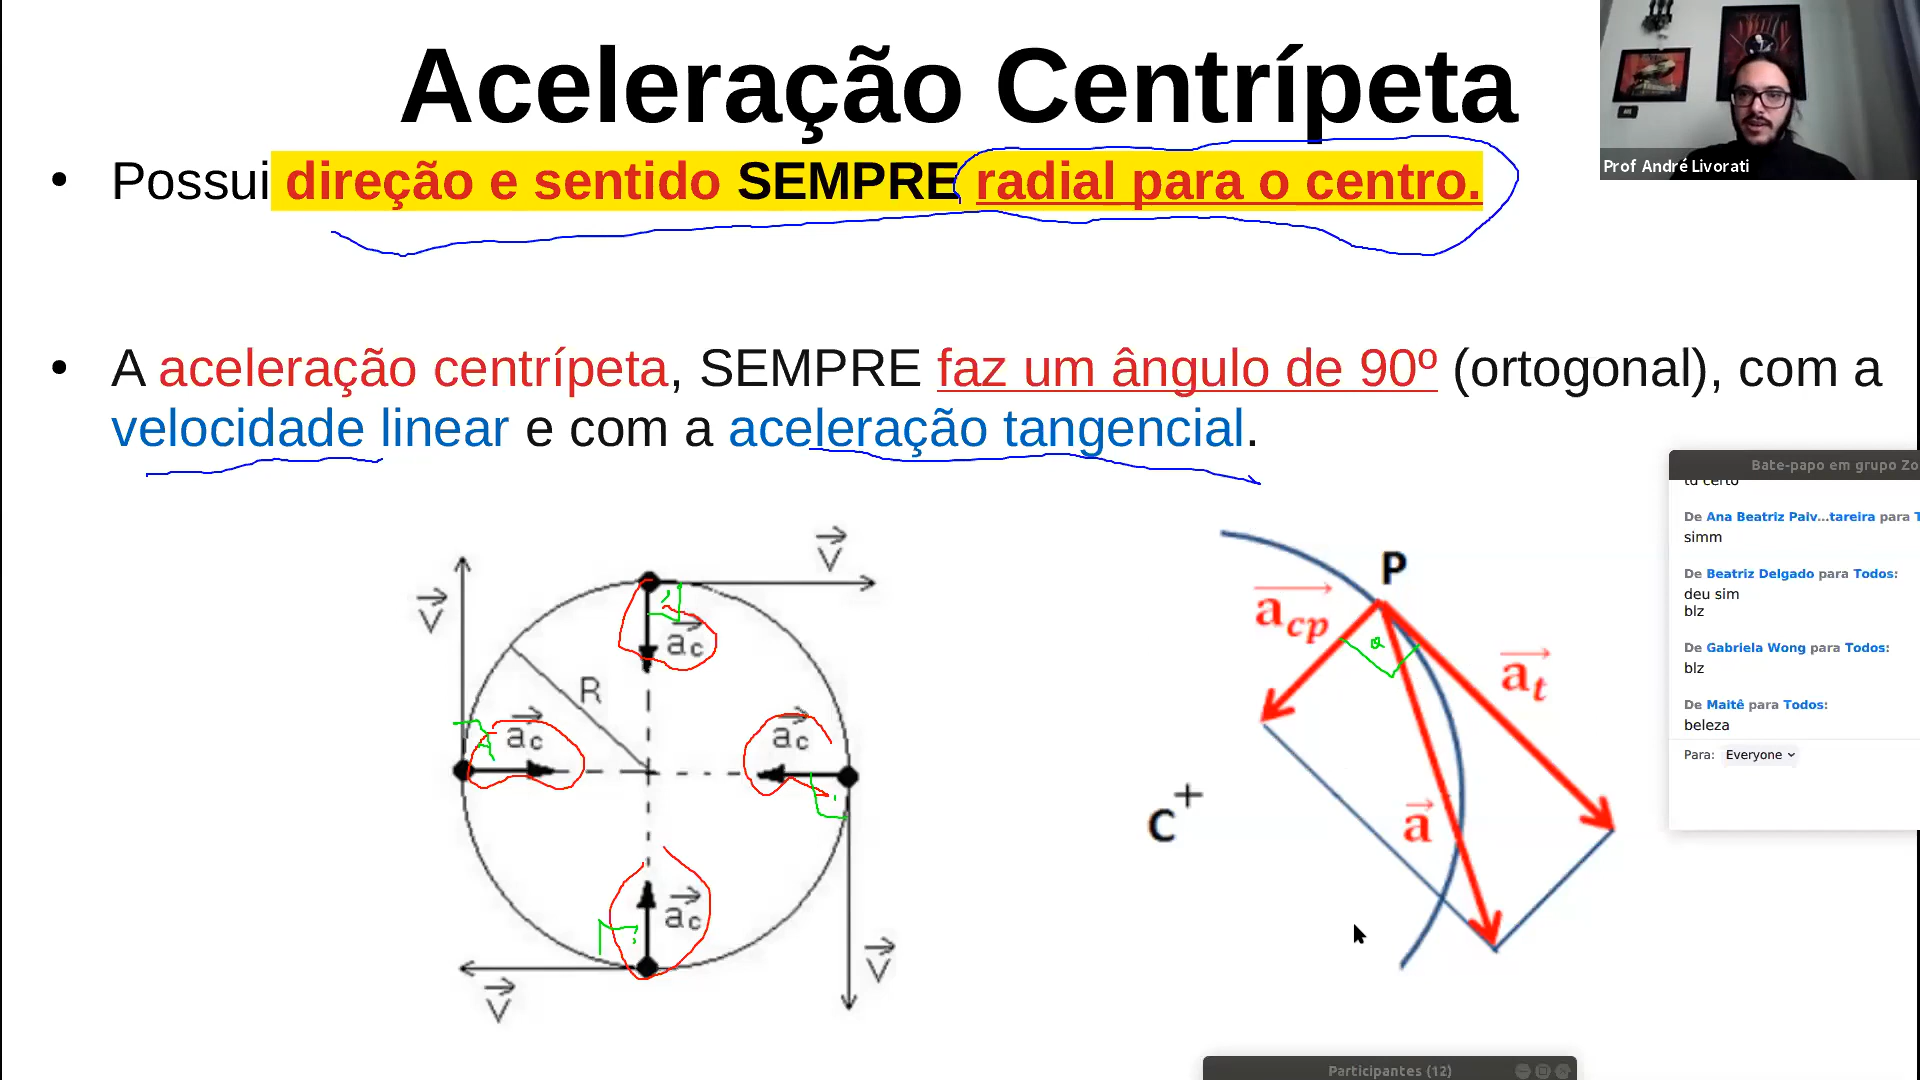 Aceleração Centrípeta
• Possui direção e sentido SEMPRE radial para o centro.
• A aceleração centrípeta, SEMPRE faz um ângulo de 90º (ortogonal), com a
velocidade linear e com a aceleração tangencial.
V
V
ac
R
ac
ac
ac
V
V
P
acp
at
a
C +
Prof André Livorati
Bate-papo em grupo Zo
tu certo
De Ana Beatriz Paiv...tareira para T
simm
De Beatriz Delgado para Todos:
deu sim
blz
De Gabriela Wong para Todos:
blz
De Maitê para Todos:
beleza
Para: Everyone
Participantes (12)